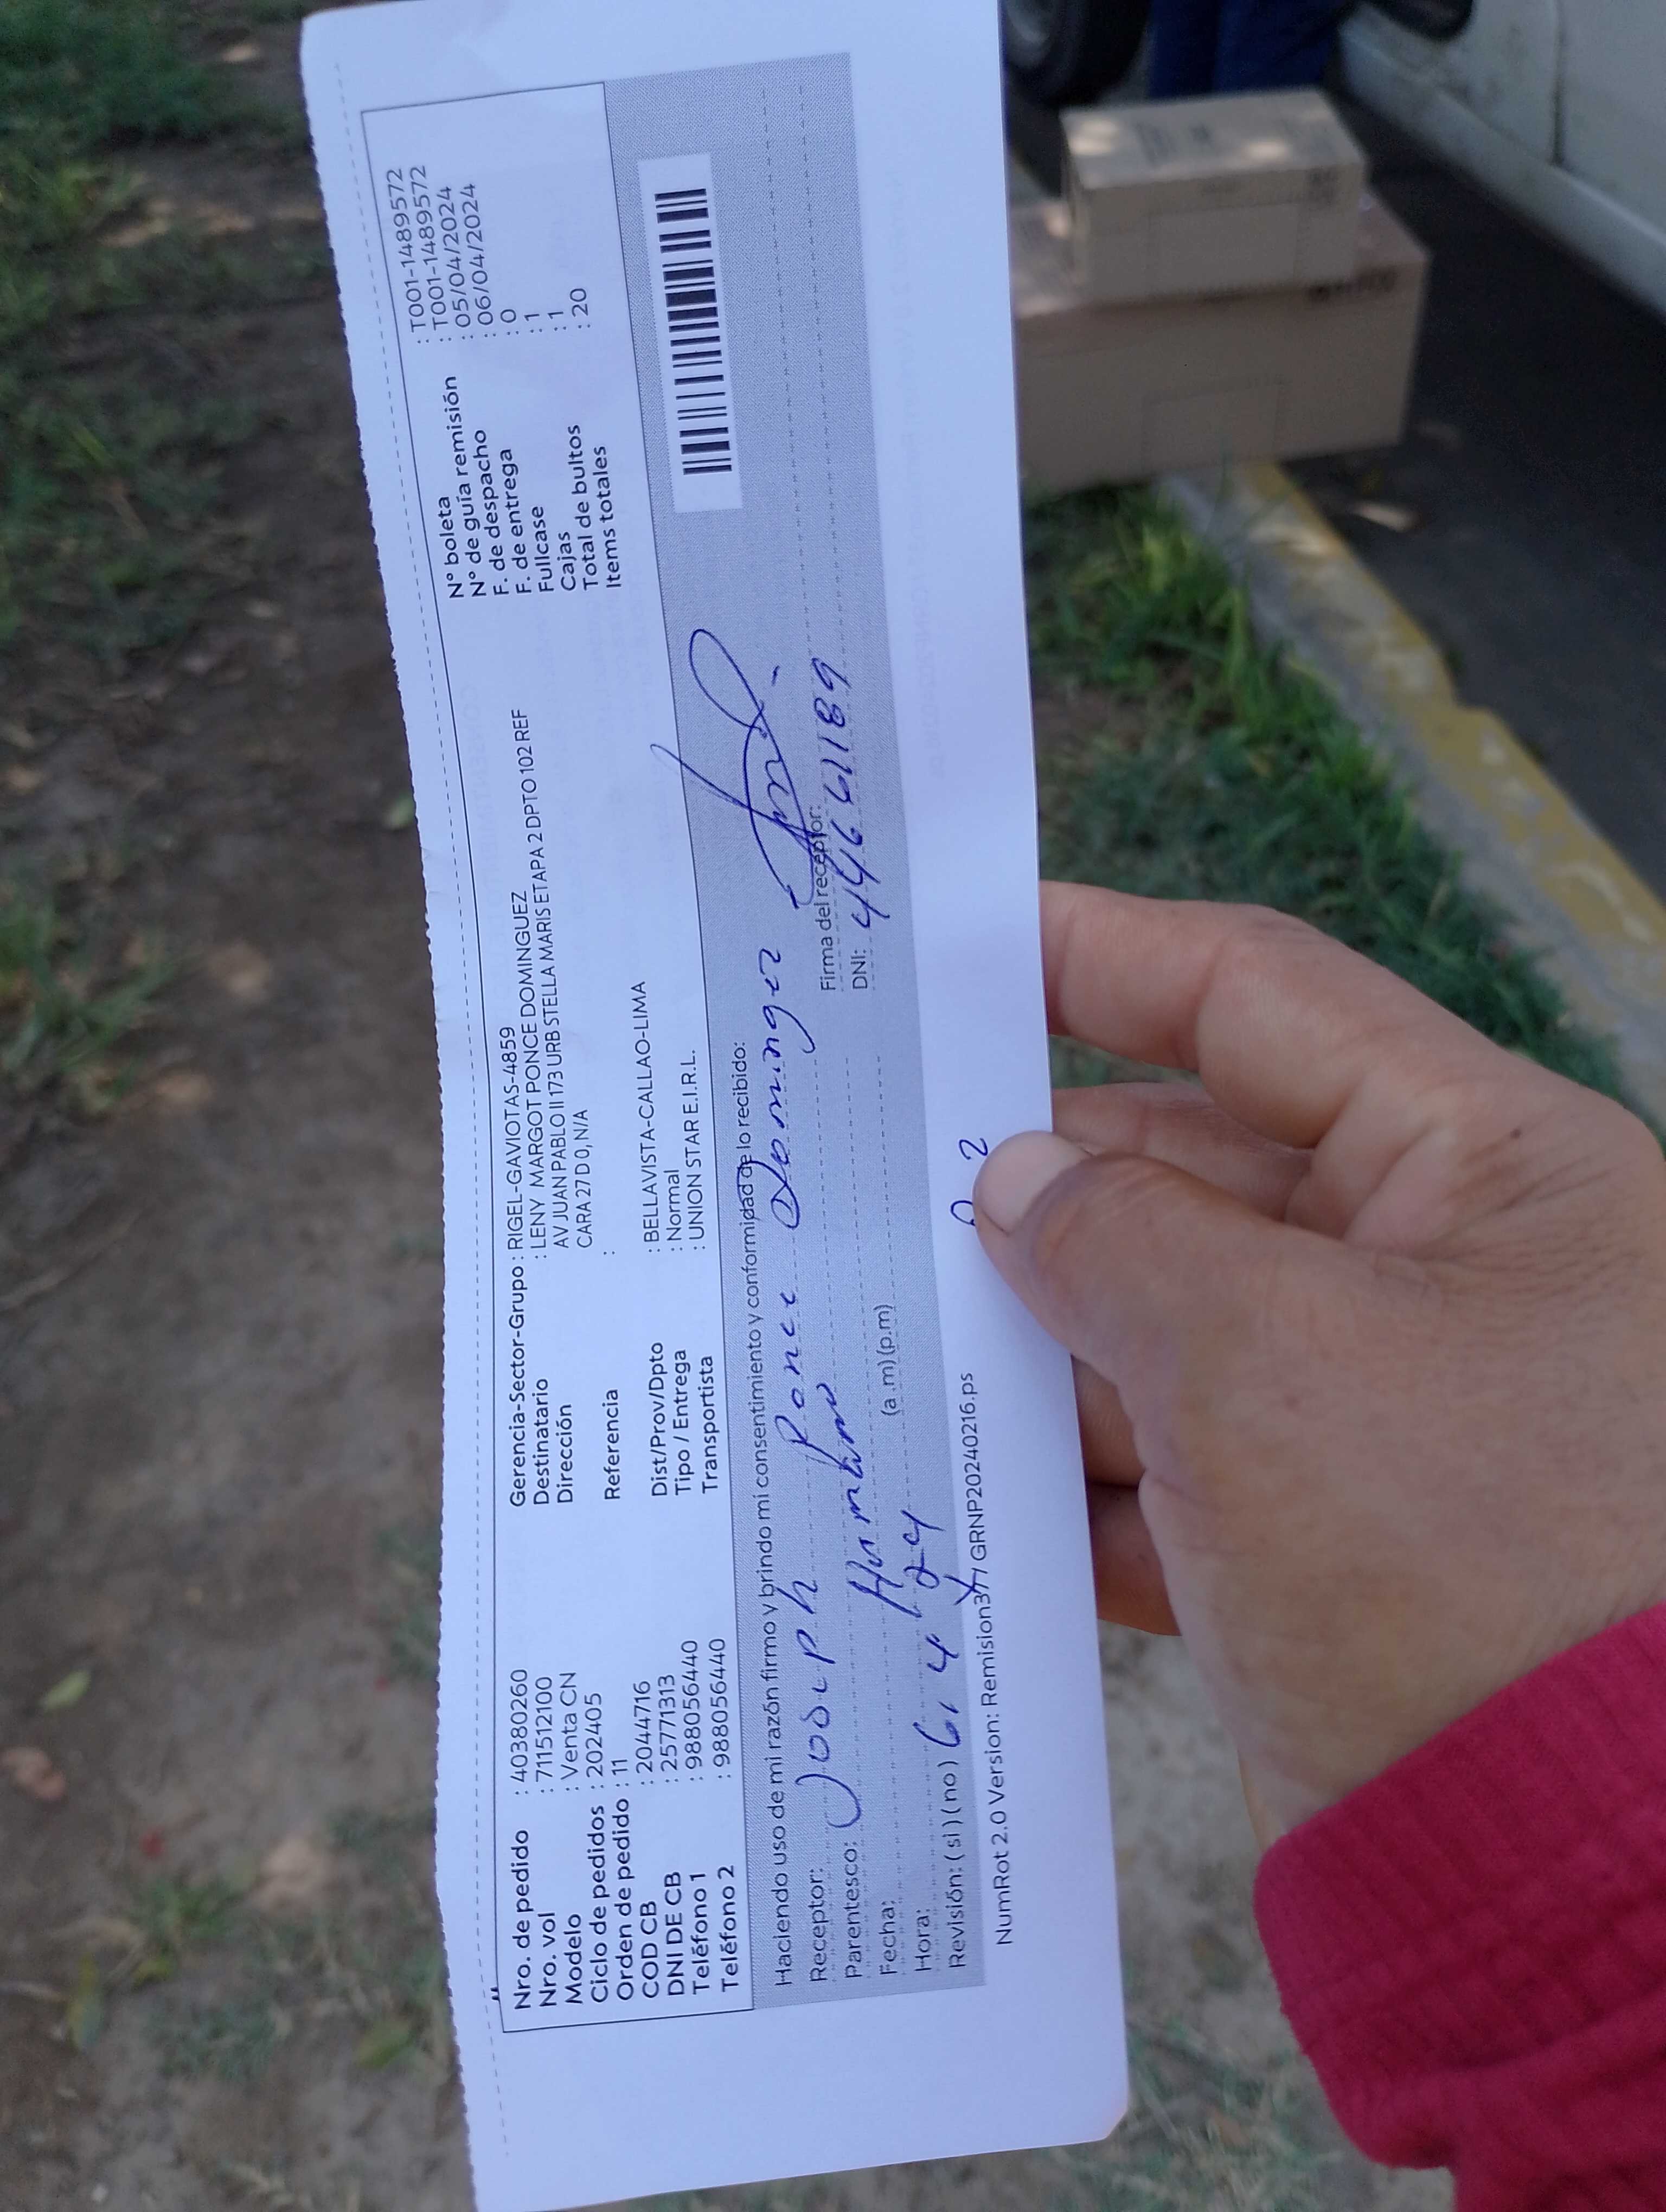 Nro. de pedido : 40380260
Nro. vol : 711512100
Modelo : Venta CN
Ciclo de pedidos : 202405
Orden de pedido : 11
COD CB : 2044716
DNI DE CB : 25771313
Teléfono 1 : 988056440
Teléfono 2 : 988056440
Gerencia-Sector-Grupo : RIGEL-GAVIOTAS-4859
Destinatario : LENY MARGOT PONCE DOMINGUEZ
Dirección AV JUAN PABLO II 173 URB STELLA MARIS ETAPA 2 DPTO 102 REF
CARA 27 D 0, N/A
Referencia :
Dist/Prov/Dpto : BELLAVISTA-CALLAO-LIMA
Tipo / Entrega : Normal
Transportista : UNION STAR E.I.R.L.
N° boleta : T001-1489572
N° de guía remisión : T001-1489572
F. de despacho : 05/04/2024
F. de entrega : 06/04/2024
Fullcase : 0
Cajas : 1
Total de bultos : 1
Items totales : 20
Haciendo uso de mi razón firmo y brindo mi consentimiento y conformidad de lo recibido:
Receptor: Joseph Ponce Dominguez
Parentesco: Hermano
Fecha: 6, 4, 24
Hora: (a.m) (p.m)
Revisión: (si) (no)
Firma del receptor:
DNI: 44661189
NumRot 2.0 Version: Remision377 GRNP20240216.ps